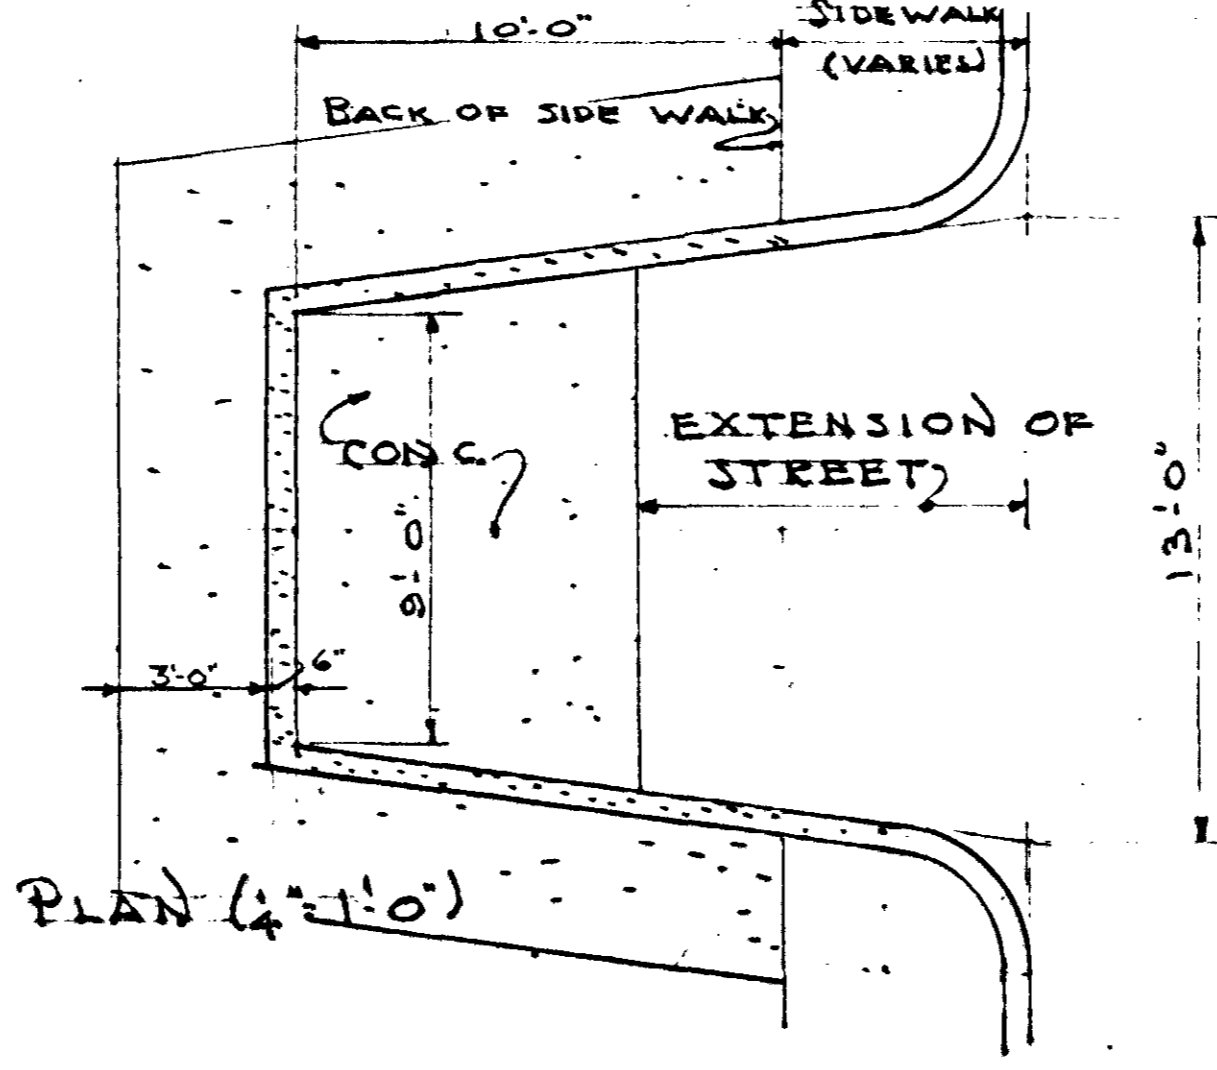 10'-0"
SIDEWALK
(VARIES)
BACK OF SIDE WALK
CONC.
EXTENSION OF
STREET
9'-0"
13'-0"
3'-0"
6"
PLAN (1/4"=1'-0")